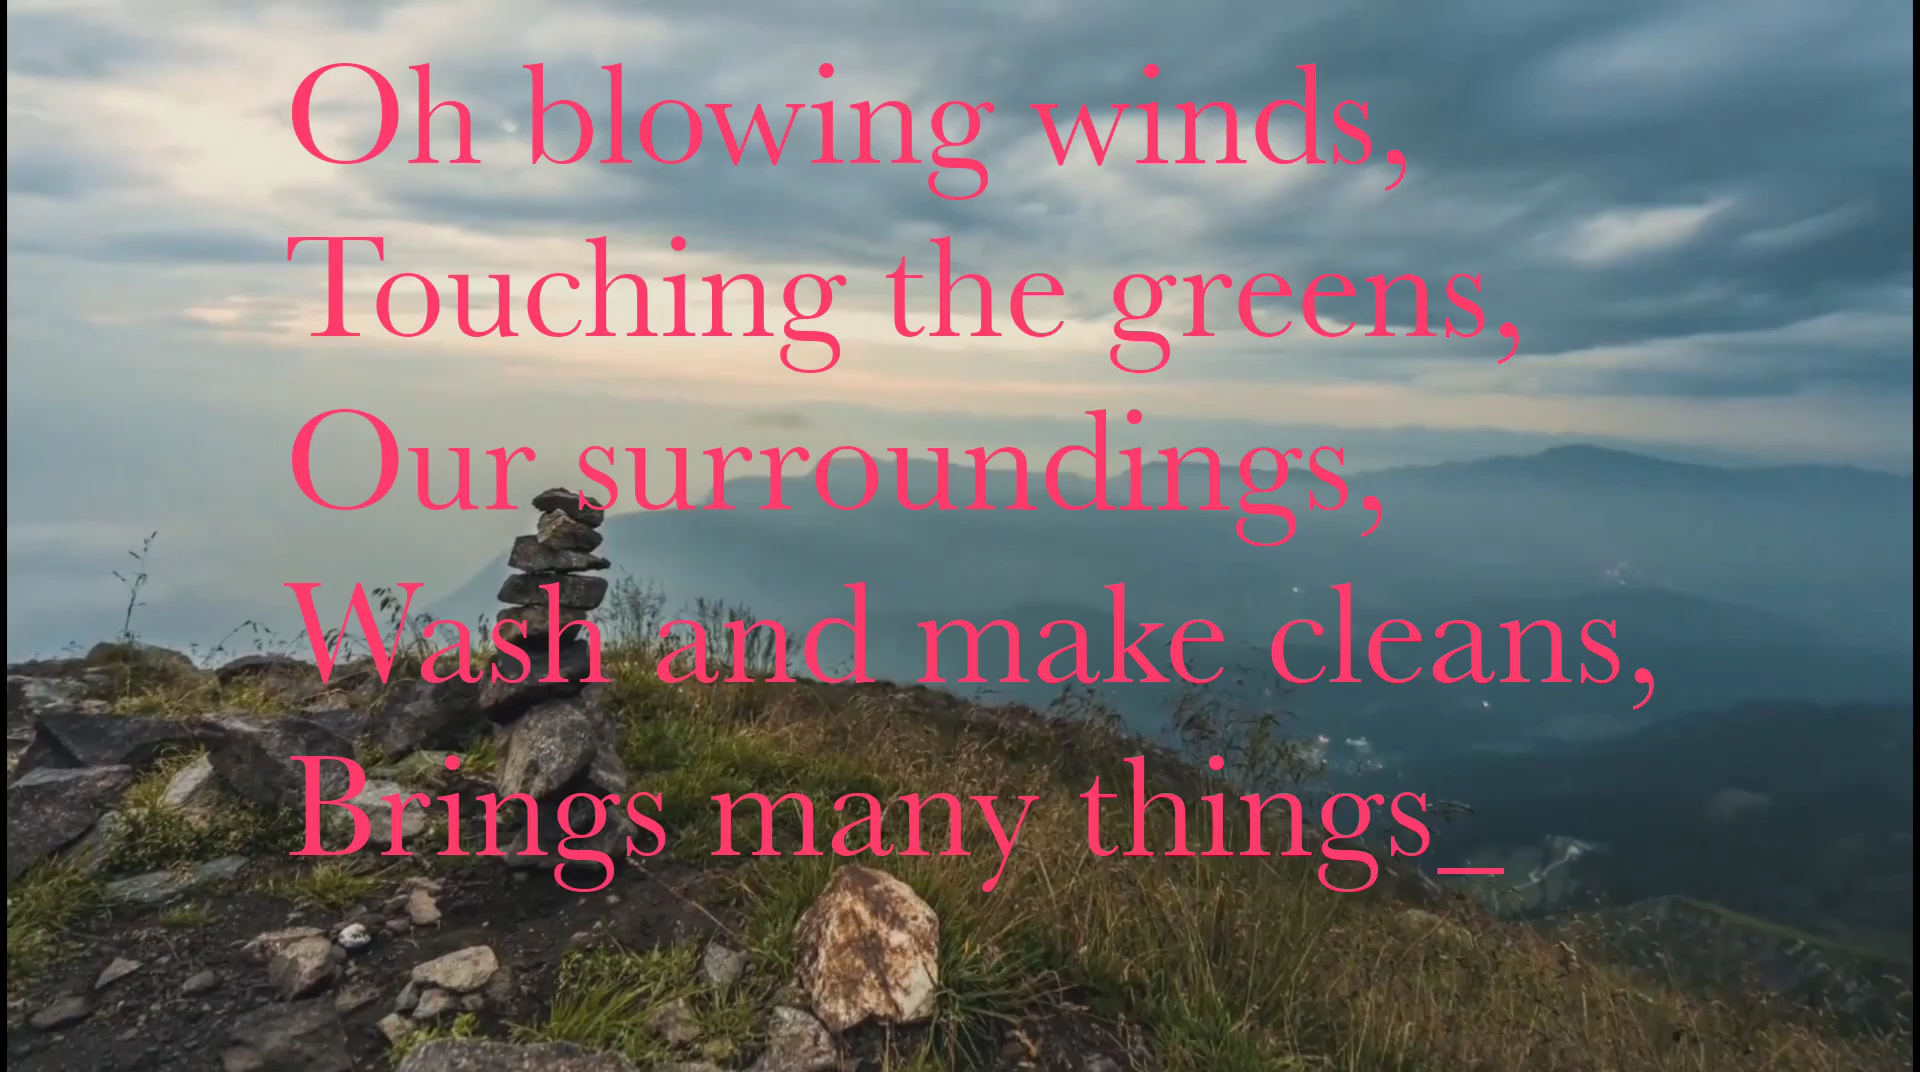 Oh blowing winds,
Touching the greens,
Our surroundings,
Wash and make cleans,
Brings many things_